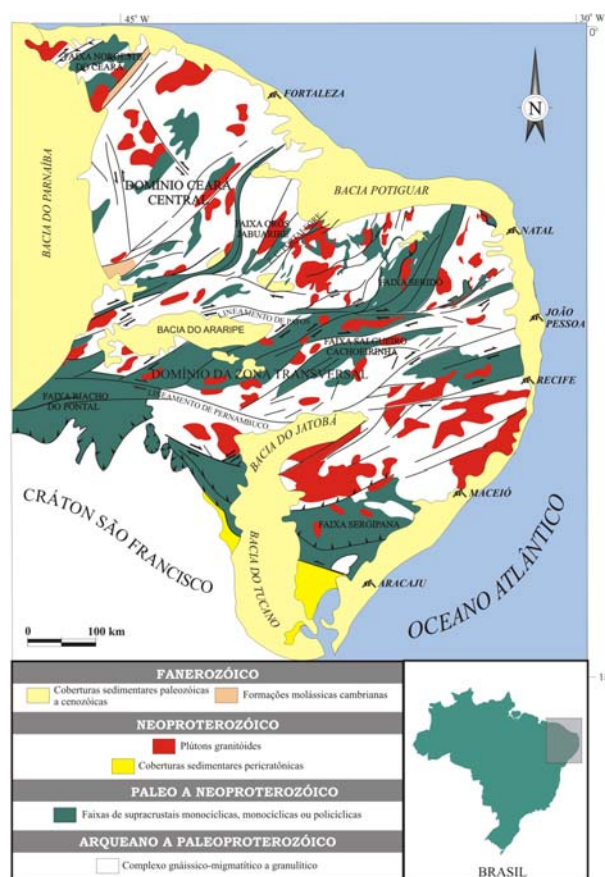 45° W
30° W
0°
FAIXA NOROESTE
DO CEARÁ
FORTALEZA
N
BACIA DO PARNAÍBA
DOMÍNIO CEARÁ
CENTRAL
BACIA POTIGUAR
FAIXA ORÓS
JAGUARIBE
NATAL
FAIXA SERIDÓ
LINEAMENTO DE PATOS
JOÃO
PESSOA
BACIA DO ARARIPE
FAIXA SALGUEIRO
CACHOEIRINHA
DOMÍNIO DA ZONA TRANSVERSAL
RECIFE
FAIXA RIACHO
DO PONTAL
LINEAMENTO DE PERNAMBUCO
BACIA DO JATOBÁ
MACEIÓ
CRÁTON SÃO FRANCISCO
FAIXA SERGIPANA
BACIA DO TUCANO
ARACAJU
OCEANO ATLÂNTICO
0 100 km
FANEROZÓICO
Coberturas sedimentares paleozóicas
a cenozóicas
Formações molássicas cambrianas
NEOPROTEROZÓICO
Plútons granitóides
Coberturas sedimentares pericratônicas
PALEO A NEOPROTEROZÓICO
Faixas de supracrustais monocíclicas, monocíclicas ou policíclicas
ARQUEANO A PALEOPROTEROZÓICO
Complexo gnáissico-migmatítico a granulítico
BRASIL